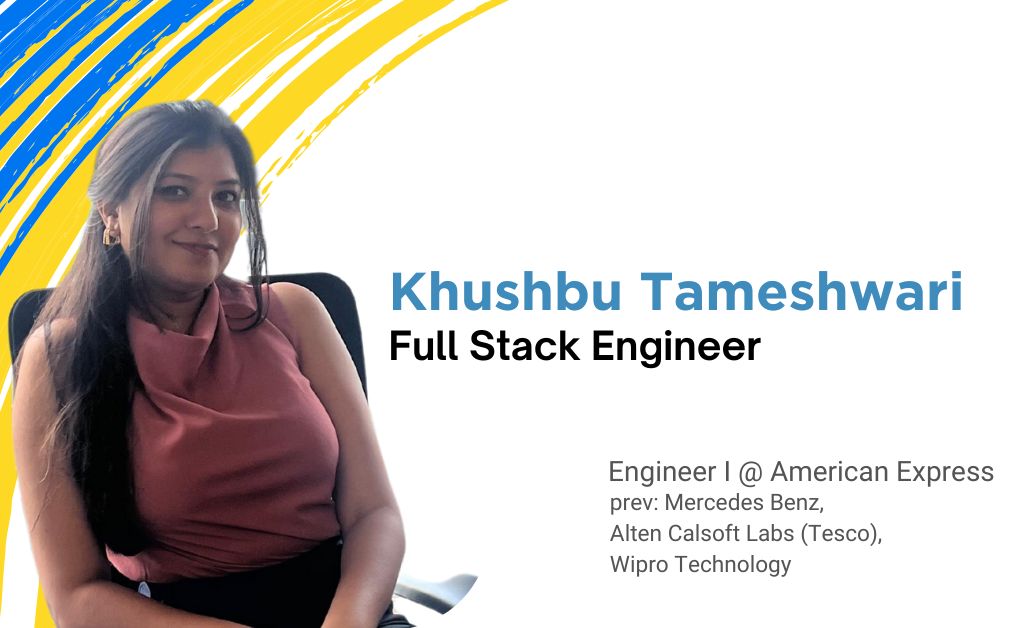 Khushbu Tameshwari
Full Stack Engineer
Engineer I @ American Express
prev: Mercedes Benz,
Alten Calsoft Labs (Tesco),
Wipro Technology